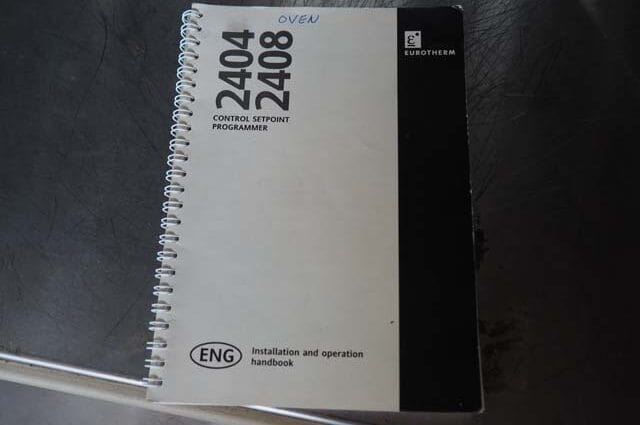 OVEN
2404
2408
CONTROL SETPOINT
PROGRAMMER
EUROTHERM
ENG
Installation and operation
handbook